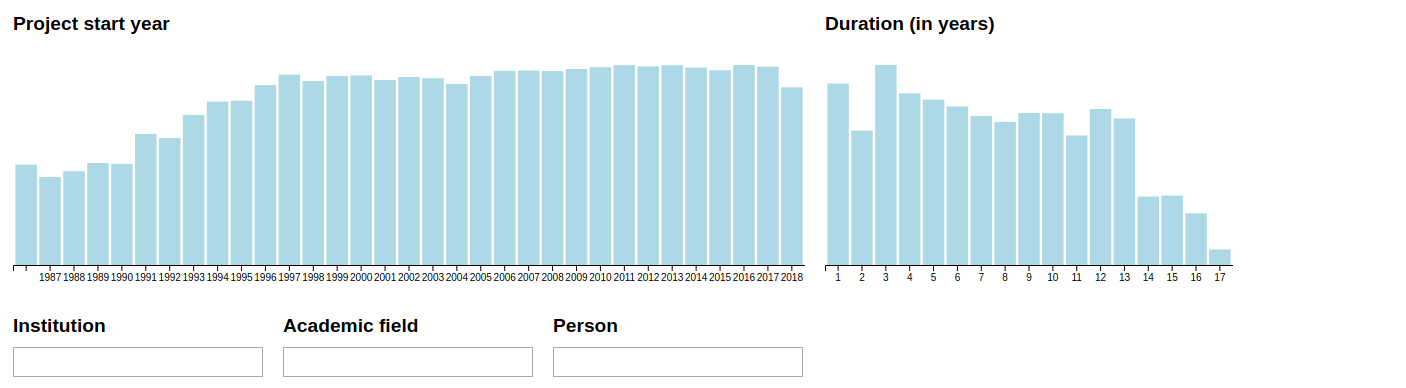 Project start year
Duration (in years)
1987 1988 1989 1990 1991 1992 1993 1994 1995 1996 1997 1998 1999 2000 2001 2002 2003 2004 2005 2006 2007 2008 2009 2010 2011 2012 2013 2014 2015 2016 2017 2018
1 2 3 4 5 6 7 8 9 10 11 12 13 14 15 16 17
Institution
Academic field
Person